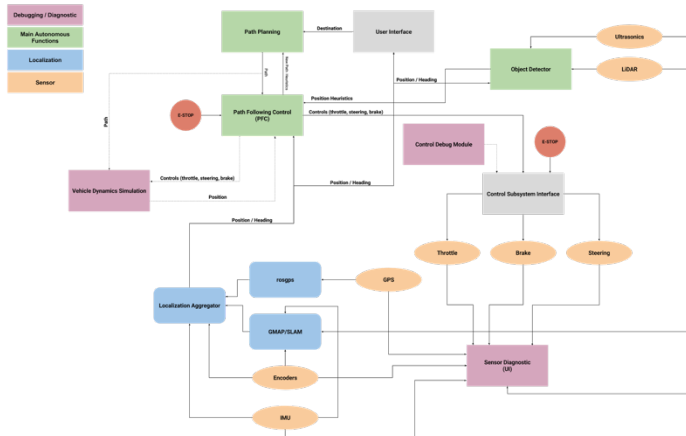 Debugging / Diagnostic
Main Autonomous
Functions
Localization
Sensor
Path Planning
Destination
User Interface
Ultrasonics
LiDAR
Object Detector
Path
New Path Heuristics
Position / Heading
Position Heuristics
Path
E-STOP
Path Following Control
(PFC)
Controls (throttle, steering, brake)
Control Debug Module
E-STOP
Vehicle Dynamics Simulation
Controls (throttle, steering, brake)
Position
Position / Heading
Control Subsystem Interface
Position / Heading
Throttle
Brake
Steering
rosgps
GPS
Localization Aggregator
GMAP/SLAM
Encoders
Sensor Diagnostic
(UI)
IMU